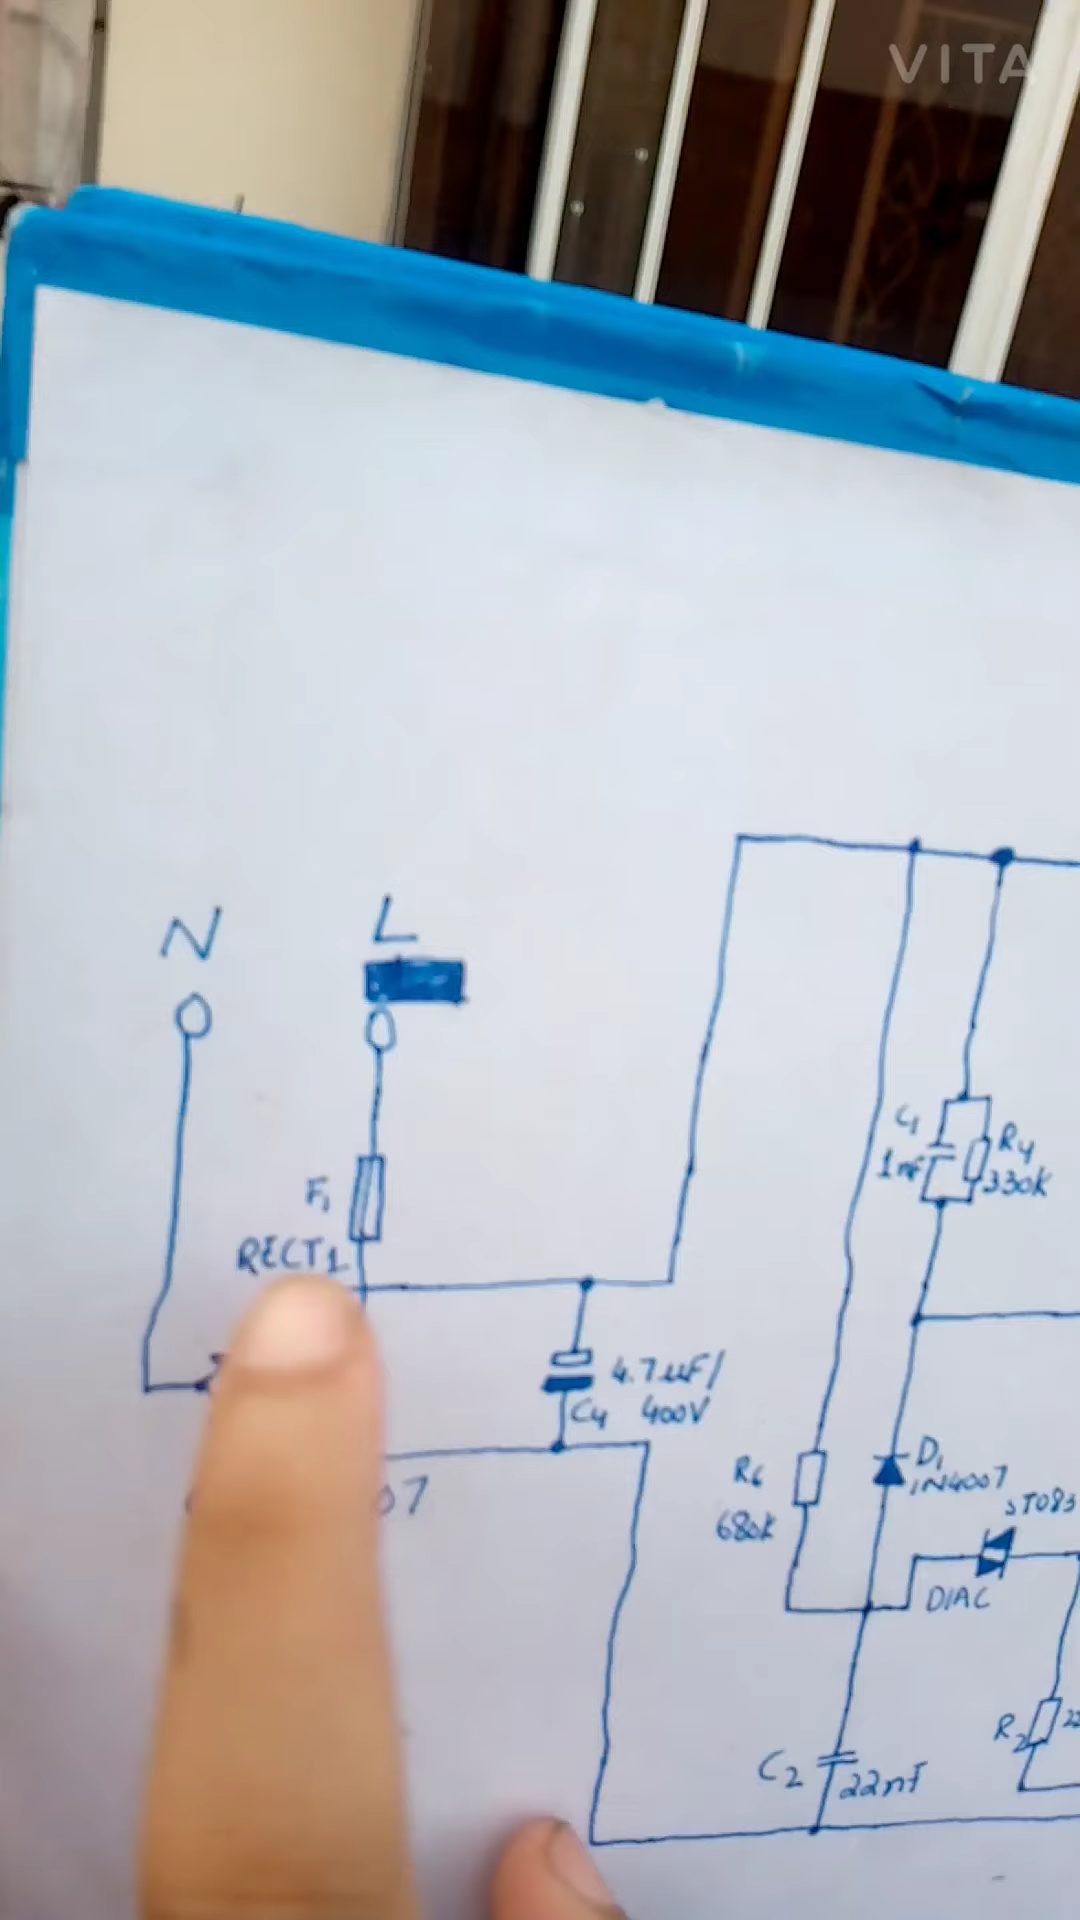 VITA
N
L
F1
RECT1
C1
1nF
R4
330K
4.7uF/
400V
C4
07
R6
680K
D1
1N4007
DIAC
C2
22nF
R2